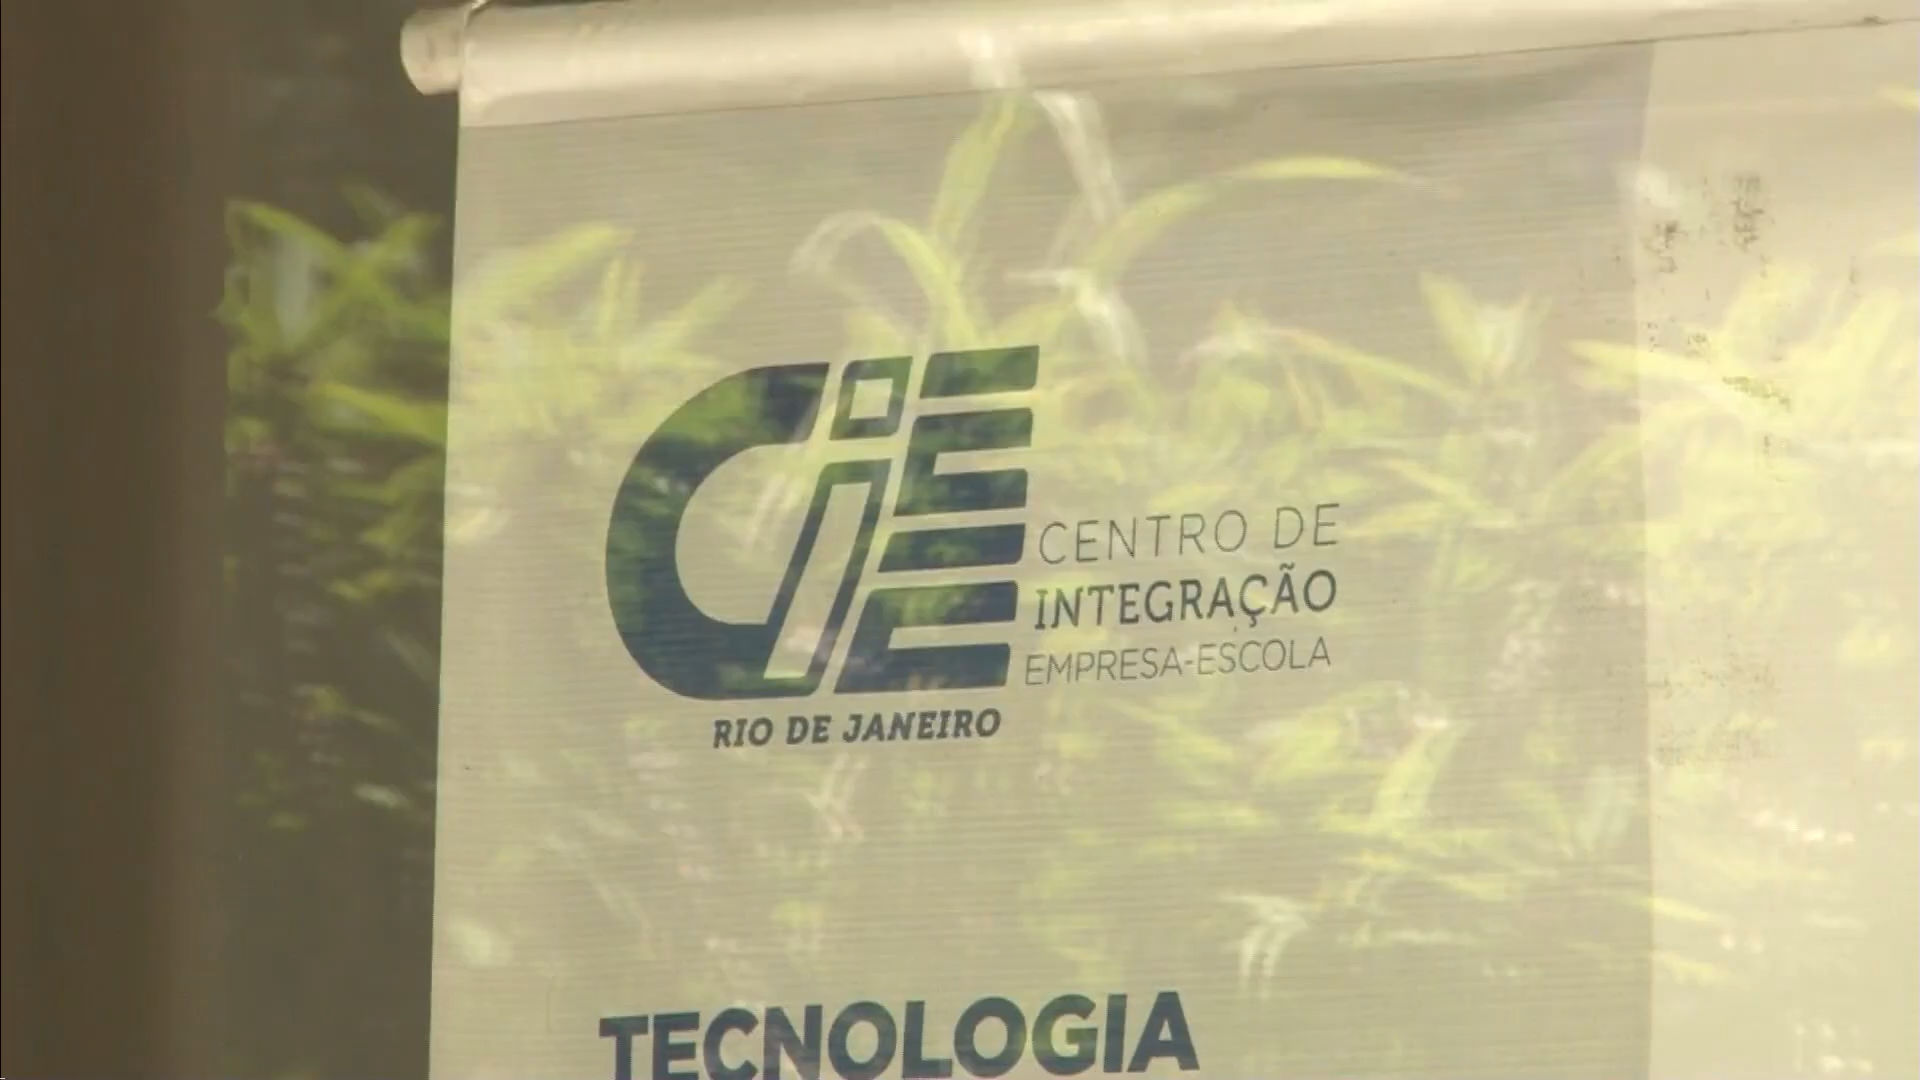 CIEE
CENTRO DE
INTEGRAÇÃO
EMPRESA-ESCOLA
RIO DE JANEIRO
TECNOLOGIA